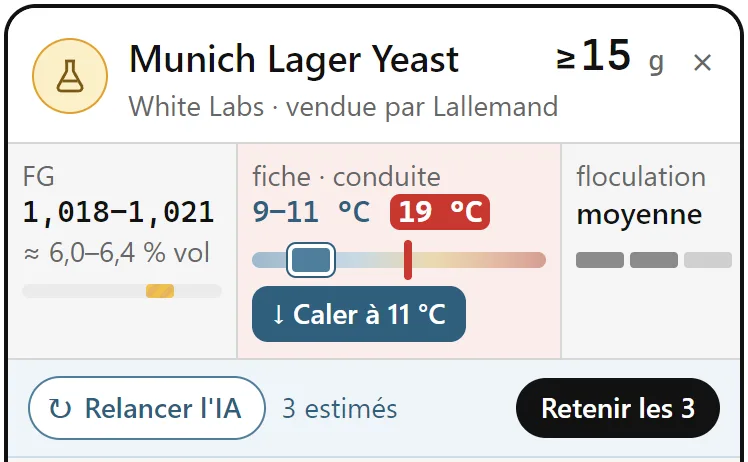 Munich Lager Yeast
≥15 g ×
White Labs · vendue par Lallemand
FG
1,018–1,021
≈ 6,0–6,4 % vol
fiche · conduite
9–11 °C 19 °C
↓ Caler à 11 °C
floculation
moyenne
↻ Relancer l'IA
3 estimés
Retenir les 3